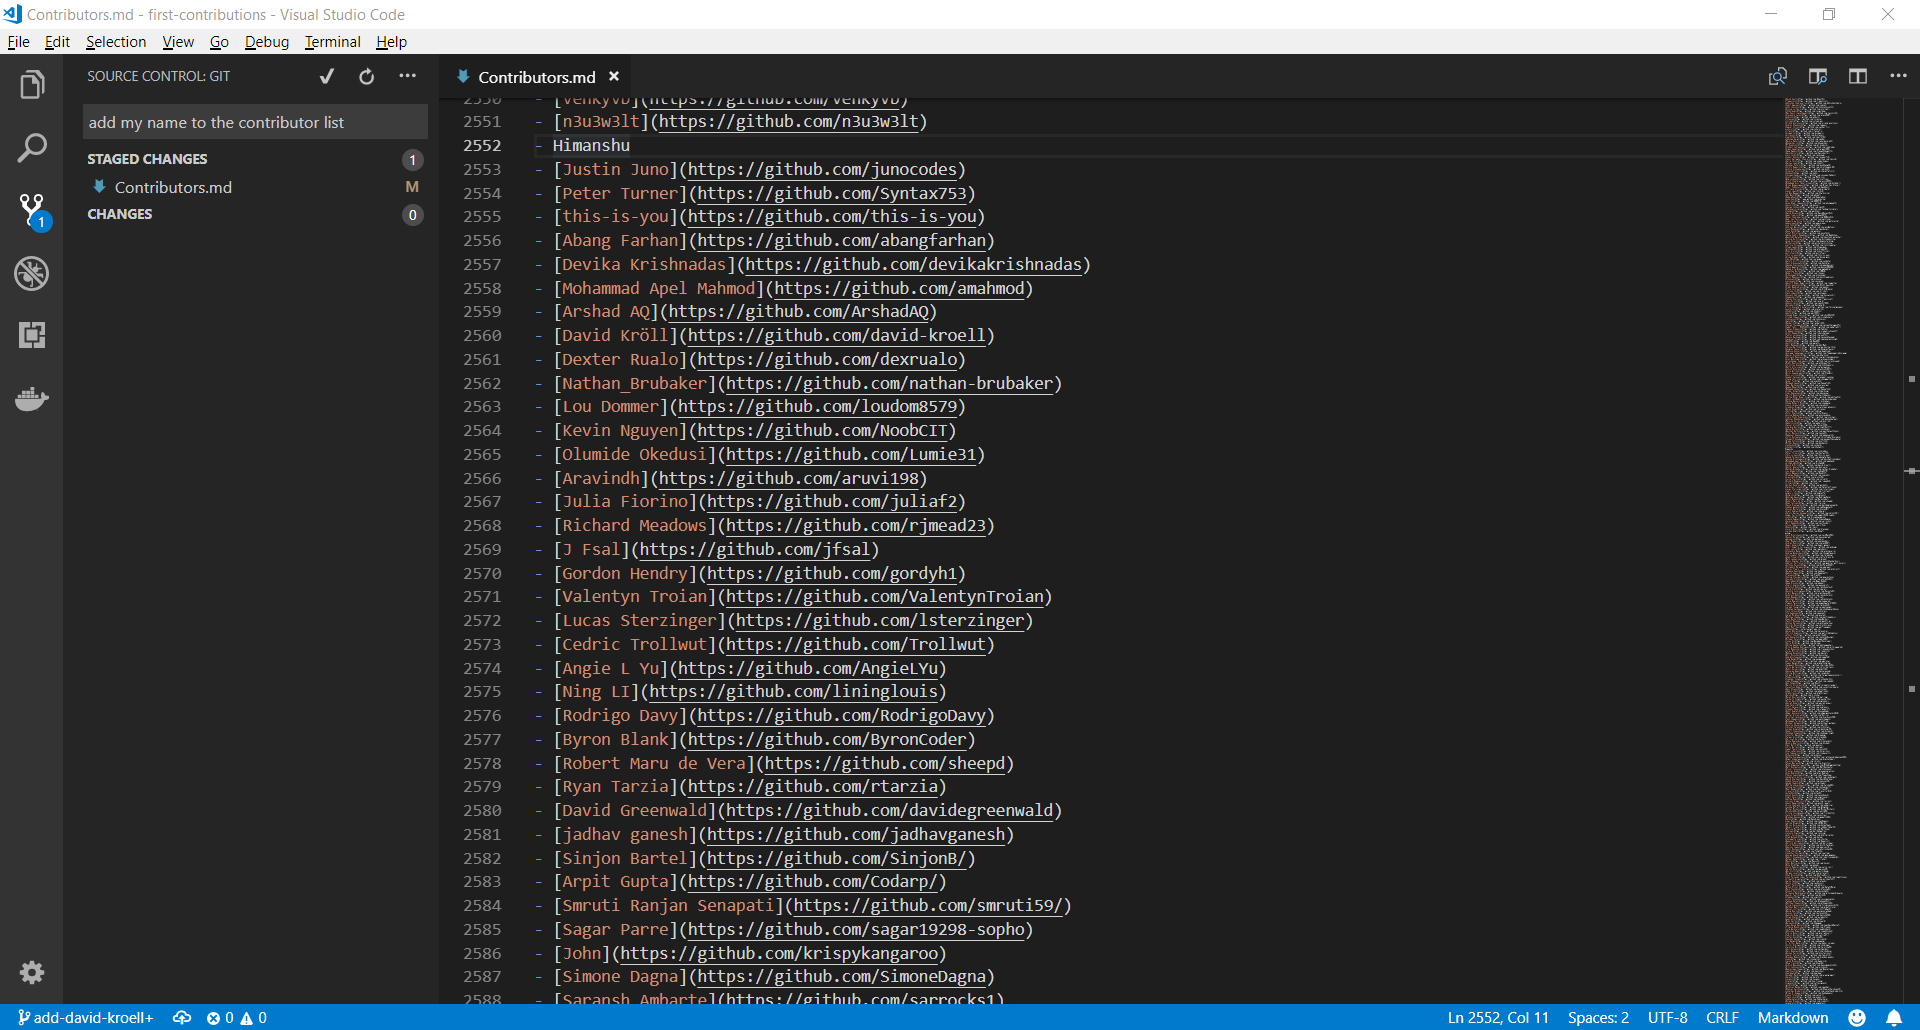 Contributors.md - first-contributions - Visual Studio Code
File Edit Selection View Go Debug Terminal Help
SOURCE CONTROL: GIT
add my name to the contributor list
STAGED CHANGES 1
Contributors.md M
CHANGES 0
1
Contributors.md
2550 - [VenkyVB](https://github.com/VenkyVB)
2551 - [n3u3w3lt](https://github.com/n3u3w3lt)
2552 - Himanshu
2553 - [Justin Juno](https://github.com/junocodes)
2554 - [Peter Turner](https://github.com/Syntax753)
2555 - [this-is-you](https://github.com/this-is-you)
2556 - [Abang Farhan](https://github.com/abangfarhan)
2557 - [Devika Krishnadas](https://github.com/devikakrishnadas)
2558 - [Mohammad Apel Mahmod](https://github.com/amahmod)
2559 - [Arshad AQ](https://github.com/ArshadAQ)
2560 - [David Kröll](https://github.com/david-kroell)
2561 - [Dexter Rualo](https://github.com/dexrualo)
2562 - [Nathan_Brubaker](https://github.com/nathan-brubaker)
2563 - [Lou Dommer](https://github.com/loudom8579)
2564 - [Kevin Nguyen](https://github.com/NoobCIT)
2565 - [Olumide Okedusi](https://github.com/Lumie31)
2566 - [Aravindh](https://github.com/aruvi198)
2567 - [Julia Fiorino](https://github.com/juliaf2)
2568 - [Richard Meadows](https://github.com/rjmead23)
2569 - [J Fsal](https://github.com/jfsal)
2570 - [Gordon Hendry](https://github.com/gordyh1)
2571 - [Valentyn Troian](https://github.com/ValentynTroian)
2572 - [Lucas Sterzinger](https://github.com/lsterzinger)
2573 - [Cedric Trollwut](https://github.com/Trollwut)
2574 - [Angie L Yu](https://github.com/AngieLYu)
2575 - [Ning LI](https://github.com/lininglouis)
2576 - [Rodrigo Davy](https://github.com/RodrigoDavy)
2577 - [Byron Blank](https://github.com/ByronCoder)
2578 - [Robert Maru de Vera](https://github.com/sheepd)
2579 - [Ryan Tarzia](https://github.com/rtarzia)
2580 - [David Greenwald](https://github.com/davidegreenwald)
2581 - [jadhav ganesh](https://github.com/jadhavganesh)
2582 - [Sinjon Bartel](https://github.com/SinjonB/)
2583 - [Arpit Gupta](https://github.com/Codarp/)
2584 - [Smruti Ranjan Senapati](https://github.com/smruti59/)
2585 - [Sagar Parre](https://github.com/sagar19298-sopho)
2586 - [John](https://github.com/krispykangaroo)
2587 - [Simone Dagna](https://github.com/SimoneDagna)
2588 - [Saransh Ambarte](https://github.com/sarrocks1)
add-david-kroell+ 0 0 Ln 2552, Col 11 Spaces: 2 UTF-8 CRLF Markdown